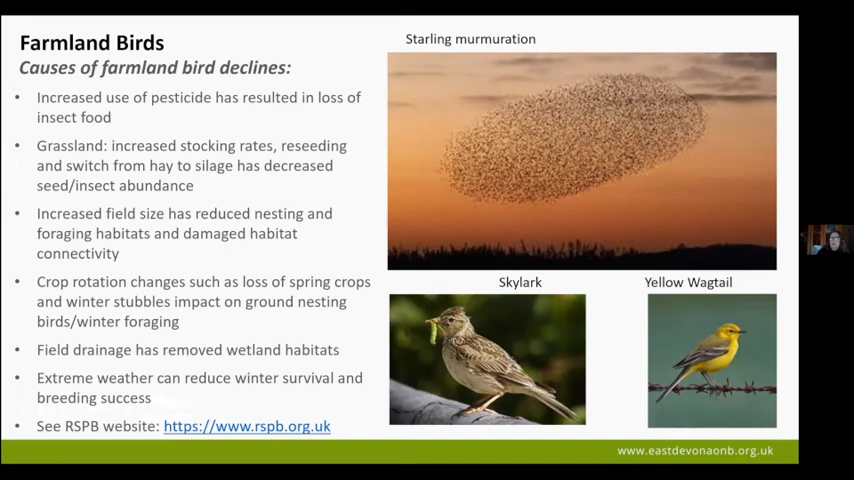 Farmland Birds
Causes of farmland bird declines:
• Increased use of pesticide has resulted in loss of
insect food
• Grassland: increased stocking rates, reseeding
and switch from hay to silage has decreased
seed/insect abundance
• Increased field size has reduced nesting and
foraging habitats and damaged habitat
connectivity
• Crop rotation changes such as loss of spring crops
and winter stubbles impact on ground nesting
birds/winter foraging
• Field drainage has removed wetland habitats
• Extreme weather can reduce winter survival and
breeding success
• See RSPB website: https://www.rspb.org.uk
Starling murmuration
Skylark
Yellow Wagtail
www.eastdevonaonb.org.uk